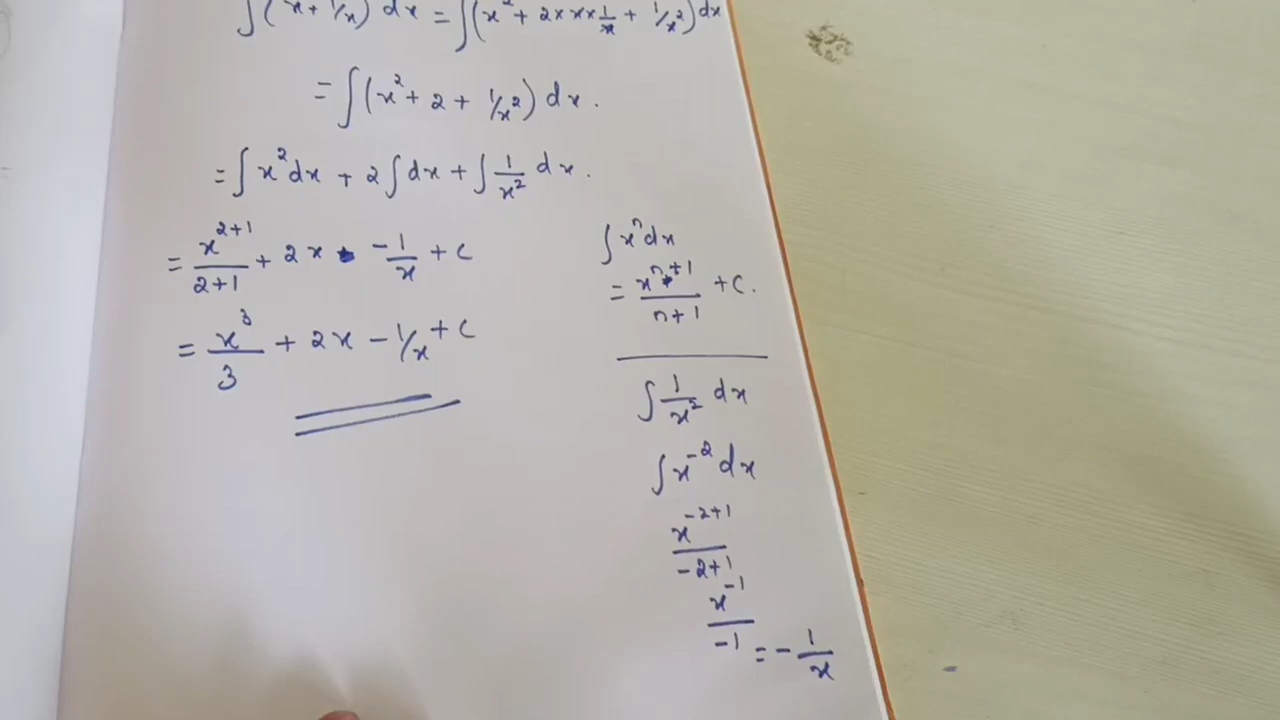 ∫(x + 1/x) dx = ∫(x² + 2 × x × 1/x + 1/x²) dx
= ∫(x² + 2 + 1/x²) dx.
= ∫x² dx + 2∫dx + ∫ 1/x² dx.
= x^(2+1)/(2+1) + 2x - 1/x + c
= x³/3 + 2x - 1/x + c
∫xⁿ dx
= x^(n+1)/(n+1) + C.
∫ 1/x² dx
∫x⁻² dx
x^(-2+1)/(-2+1)
x⁻¹/-1 = - 1/x